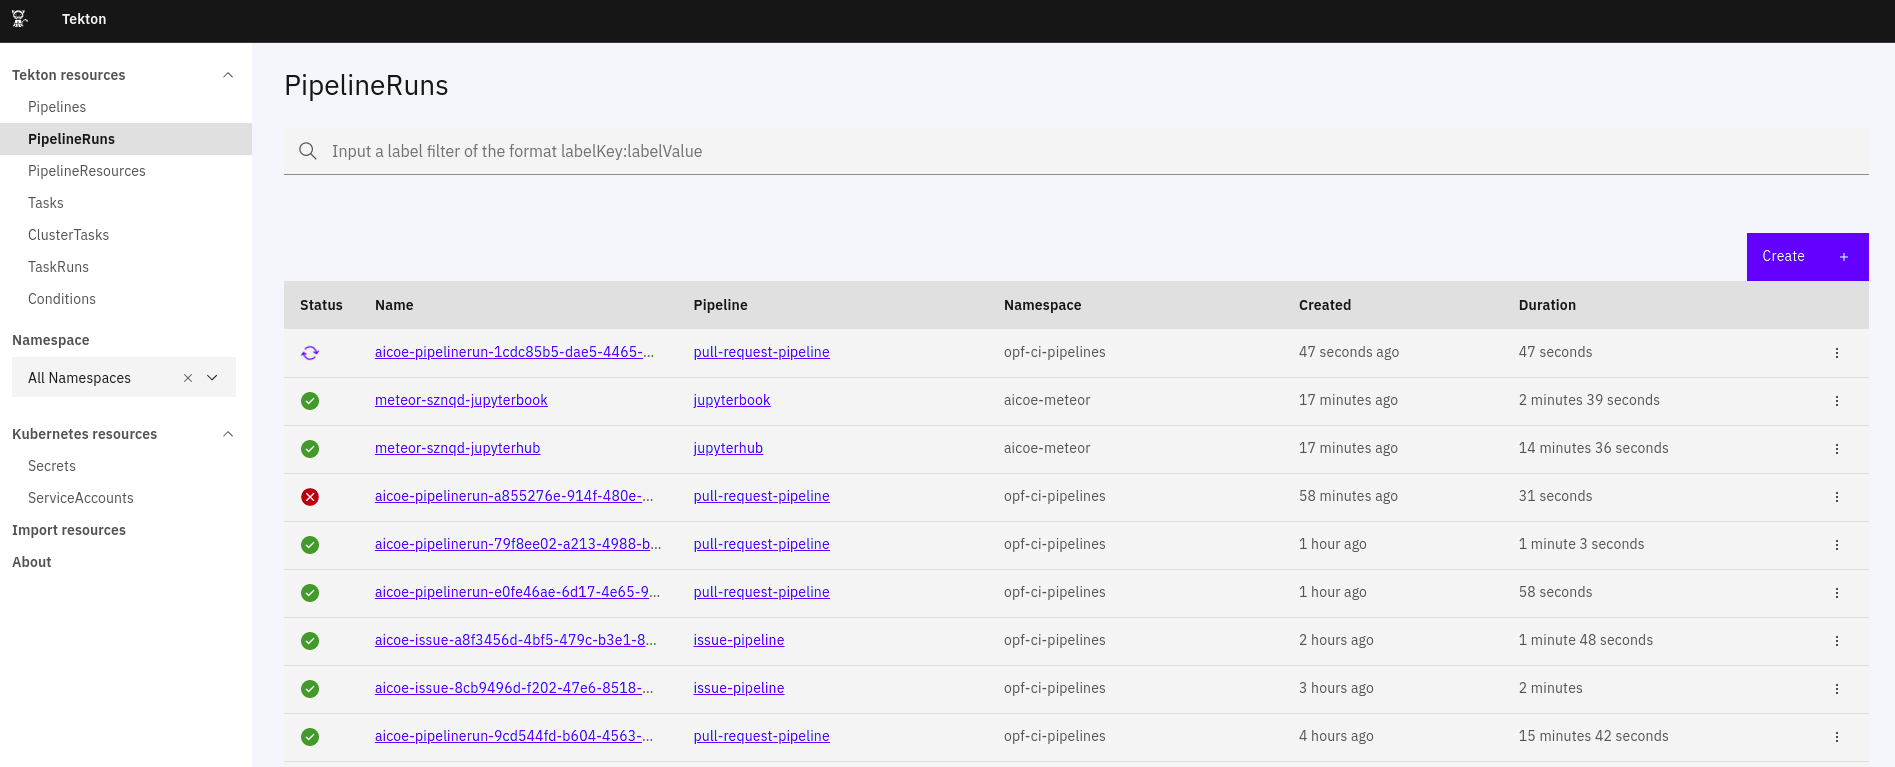 Tekton
Tekton resources
Pipelines
PipelineRuns
PipelineResources
Tasks
ClusterTasks
TaskRuns
Conditions
Namespace
All Namespaces
Kubernetes resources
Secrets
ServiceAccounts
Import resources
About
PipelineRuns
Input a label filter of the format labelKey:labelValue
Create +
Status Name Pipeline Namespace Created Duration
aicoe-pipelinerun-1cdc85b5-dae5-4465-... pull-request-pipeline opf-ci-pipelines 47 seconds ago 47 seconds
meteor-sznqd-jupyterbook jupyterbook aicoe-meteor 17 minutes ago 2 minutes 39 seconds
meteor-sznqd-jupyterhub jupyterhub aicoe-meteor 17 minutes ago 14 minutes 36 seconds
aicoe-pipelinerun-a855276e-914f-480e-... pull-request-pipeline opf-ci-pipelines 58 minutes ago 31 seconds
aicoe-pipelinerun-79f8ee02-a213-4988-b... pull-request-pipeline opf-ci-pipelines 1 hour ago 1 minute 3 seconds
aicoe-pipelinerun-e0fe46ae-6d17-4e65-9... pull-request-pipeline opf-ci-pipelines 1 hour ago 58 seconds
aicoe-issue-a8f3456d-4bf5-479c-b3e1-8... issue-pipeline opf-ci-pipelines 2 hours ago 1 minute 48 seconds
aicoe-issue-8cb9496d-f202-47e6-8518-... issue-pipeline opf-ci-pipelines 3 hours ago 2 minutes
aicoe-pipelinerun-9cd544fd-b604-4563-... pull-request-pipeline opf-ci-pipelines 4 hours ago 15 minutes 42 seconds